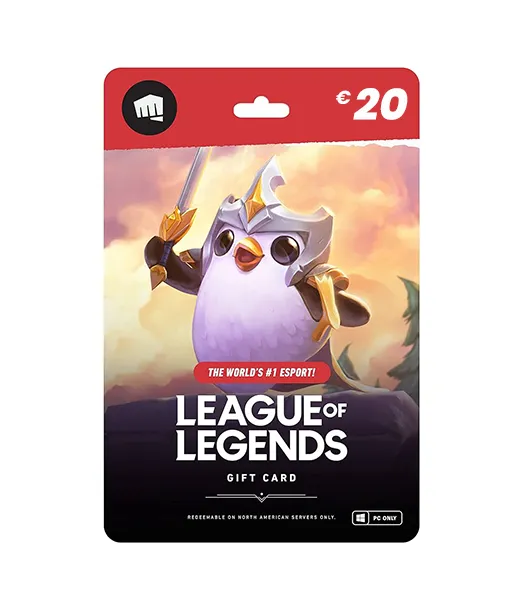 € 20
THE WORLD'S #1 ESPORT!
LEAGUE OF
LEGENDS
GIFT CARD
REDEEMABLE ON NORTH AMERICAN SERVERS ONLY.
PC ONLY